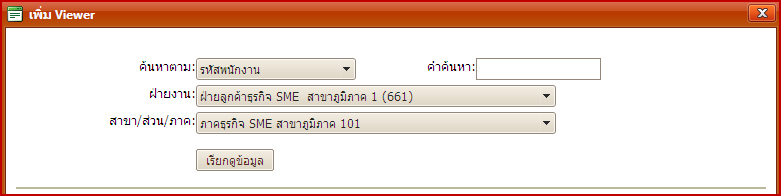 เพิ่ม Viewer
ค้นหาตาม: รหัสพนักงาน คำค้นหา:
ฝ่ายงาน: ฝ่ายลูกค้าธุรกิจ SME สาขาภูมิภาค 1 (661)
สาขา/ส่วน/ภาค: ภาคธุรกิจ SME สาขาภูมิภาค 101
เรียกดูข้อมูล